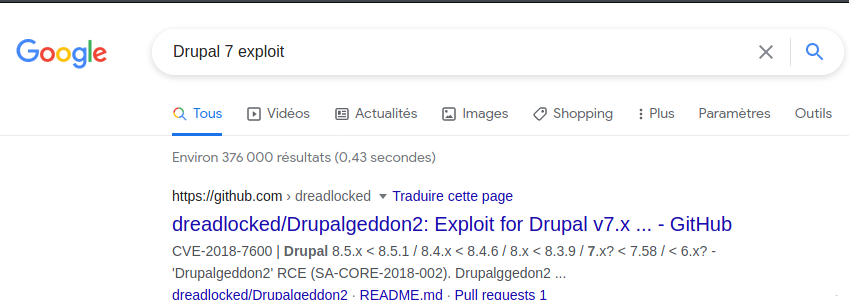 Google
Drupal 7 exploit
Tous Vidéos Actualités Images Shopping Plus Paramètres Outils
Environ 376 000 résultats (0,43 secondes)
https://github.com › dreadlocked Traduire cette page
dreadlocked/Drupalgeddon2: Exploit for Drupal v7.x ... - GitHub
CVE-2018-7600 | Drupal 8.5.x < 8.5.1 / 8.4.x < 8.4.6 / 8.x < 8.3.9 / 7.x? < 7.58 / < 6.x? -
'Drupalgeddon2' RCE (SA-CORE-2018-002). Drupalggedon2 ...
dreadlocked/Drupalgeddon2 · README.md · Pull requests 1